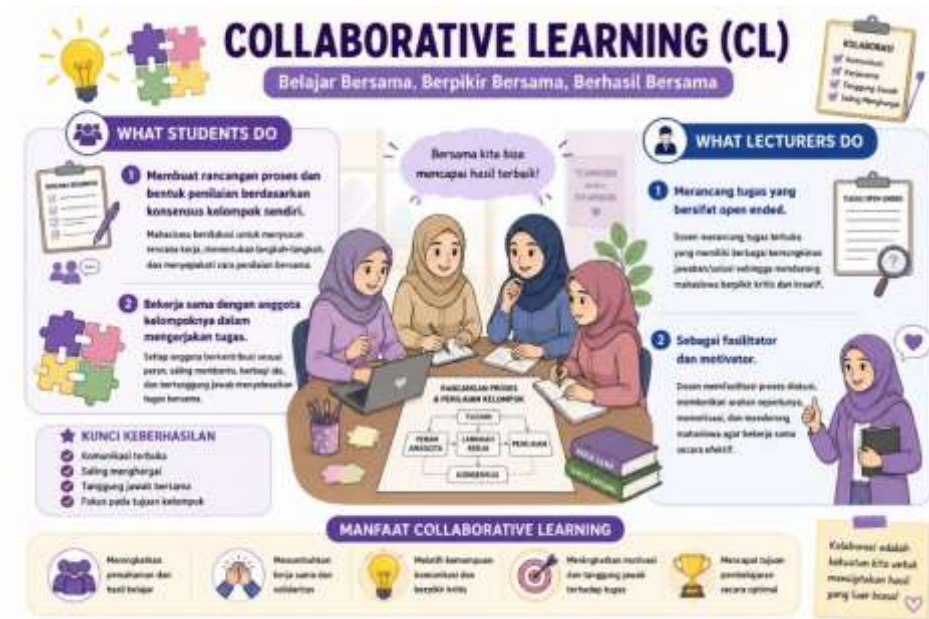 COLLABORATIVE LEARNING (CL)
Belajar Bersama, Berpikir Bersama, Berhasil Bersama
KOLABORASI
Komunikasi
Kerjasama
Tanggung Jawab
Saling Menghargai
WHAT STUDENTS DO
1 Membuat rancangan proses dan
bentuk penilaian berdasarkan
konsensus kelompok sendiri.
Mahasiswa berdiskusi untuk menyusun
rencana kerja, menentukan langkah-langkah,
dan menyepakati cara penilaian bersama.
2 Bekerja sama dengan anggota
kelompoknya dalam
mengerjakan tugas.
Setiap anggota berkontribusi sesuai
peran, saling membantu, berbagi ide,
dan bertanggung jawab menyelesaikan
tugas bersama.
KUNCI KEBERHASILAN
Komunikasi terbuka
Saling menghargai
Tanggung jawab bersama
Fokus pada tujuan kelompok
Bersama kita bisa
mencapai hasil terbaik!
RANCANGAN PROSES
& PENILAIAN KELOMPOK
TUJUAN
PERAN
ANGGOTA
LANGKAH
KERJA
PENILAIAN
KONSENSUS
WHAT LECTURERS DO
1 Merancang tugas yang
bersifat open ended.
Dosen merancang tugas terbuka
yang memiliki berbagai kemungkinan
jawaban/solusi sehingga mendorong
mahasiswa berpikir kritis dan kreatif.
TUGAS OPEN ENDED
?
2 Sebagai fasilitator
dan motivator.
Dosen memfasilitasi proses diskusi,
memberikan arahan seperlunya,
memotivasi, dan mendorong
mahasiswa agar bekerja sama
secara efektif.
MANFAAT COLLABORATIVE LEARNING
Meningkatkan
pemahaman dan
hasil belajar
Menumbuhkan
kerja sama dan
solidaritas
Melatih kemampuan
komunikasi dan
berpikir kritis
Meningkatkan motivasi
dan tanggung jawab
terhadap tugas
Mencapai tujuan
pembelajaran
secara optimal
Kolaborasi adalah
kekuatan kita untuk
menciptakan hasil
yang luar biasa!